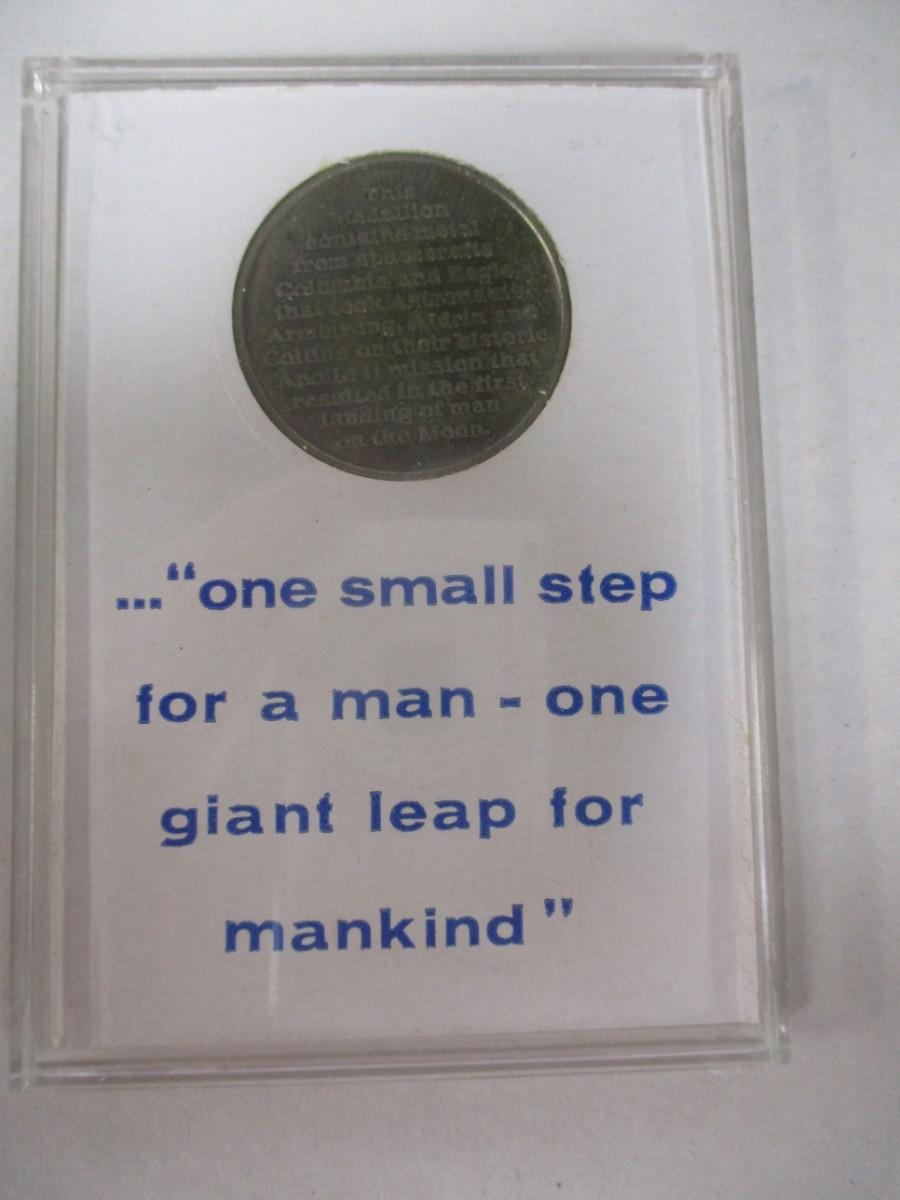 This
Medallion
contains metal
from spacecrafts
Columbia and Eagle,
that took Astronauts
Armstrong, Aldrin and
Collins on their historic
Apollo 11 mission that
resulted in the first
landing of man
on the Moon.
..."one small step
for a man - one
giant leap for
mankind"